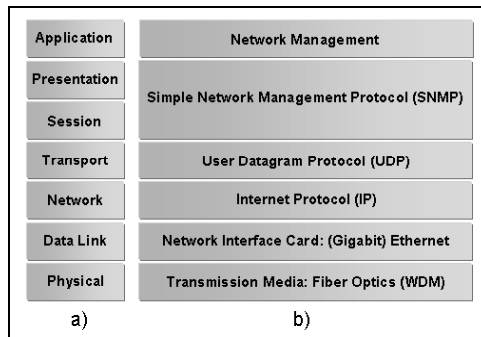 Application
Network Management
Presentation
Simple Network Management Protocol (SNMP)
Session
Transport
User Datagram Protocol (UDP)
Network
Internet Protocol (IP)
Data Link
Network Interface Card: (Gigabit) Ethernet
Physical
Transmission Media: Fiber Optics (WDM)
a)
b)